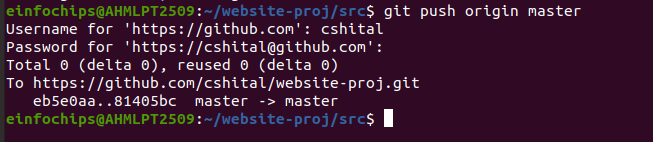 einfochips@AHMLPT2509:~/website-proj/src$ git push origin master
Username for 'https://github.com': cshital
Password for 'https://cshital@github.com':
Total 0 (delta 0), reused 0 (delta 0)
To https://github.com/cshital/website-proj.git
   eb5e0aa..81405bc  master -> master
einfochips@AHMLPT2509:~/website-proj/src$